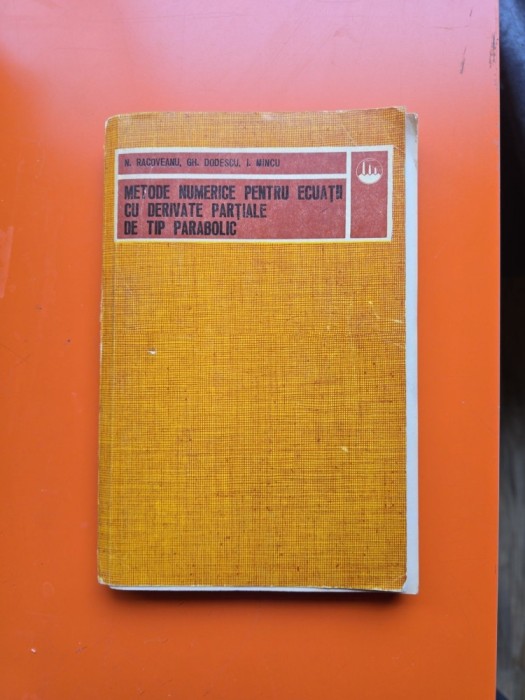 N. RACOVEANU, GH. DODESCU, I. MINCU
METODE NUMERICE PENTRU ECUAȚII
CU DERIVATE PARȚIALE
DE TIP PARABOLIC